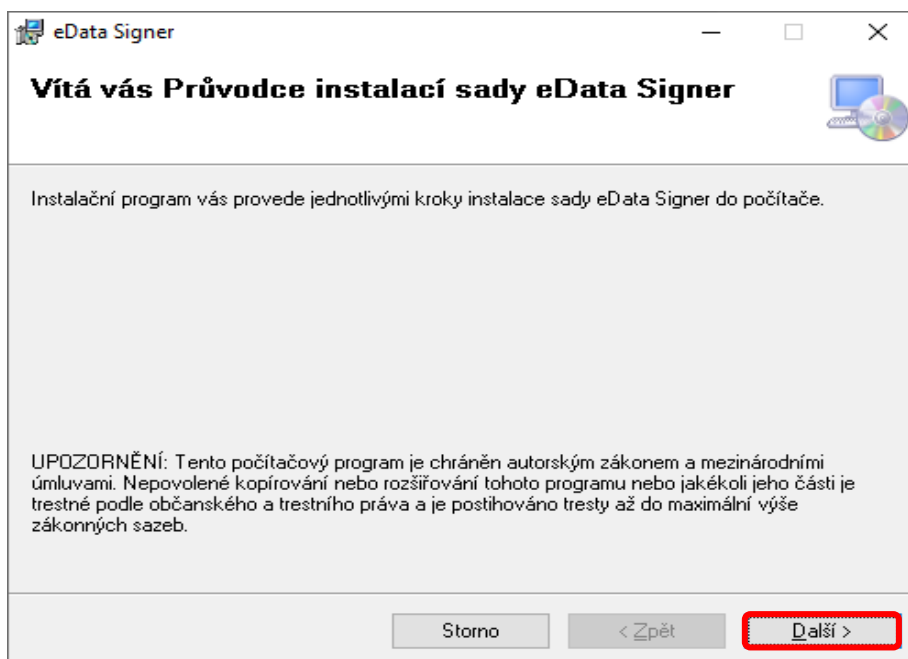 eData Signer
Vítá vás Průvodce instalací sady eData Signer
Instalační program vás provede jednotlivými kroky instalace sady eData Signer do počítače.
UPOZORNĚNÍ: Tento počítačový program je chráněn autorským zákonem a mezinárodními
úmluvami. Nepovolené kopírování nebo rozšiřování tohoto programu nebo jakékoli jeho části je
trestné podle občanského a trestního práva a je postihováno tresty až do maximální výše
zákonných sazeb.
Storno
< Zpět
Další >